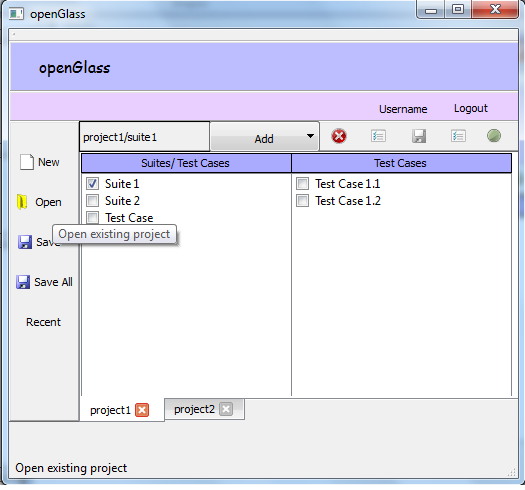 openGlass
openGlass
Username Logout
project1/suite1 Add
New
Open
Save
Save All
Recent
Suites/ Test Cases Test Cases
Suite 1 Test Case 1.1
Suite 2 Test Case 1.2
Test Case
Open existing project
project1 project2
Open existing project